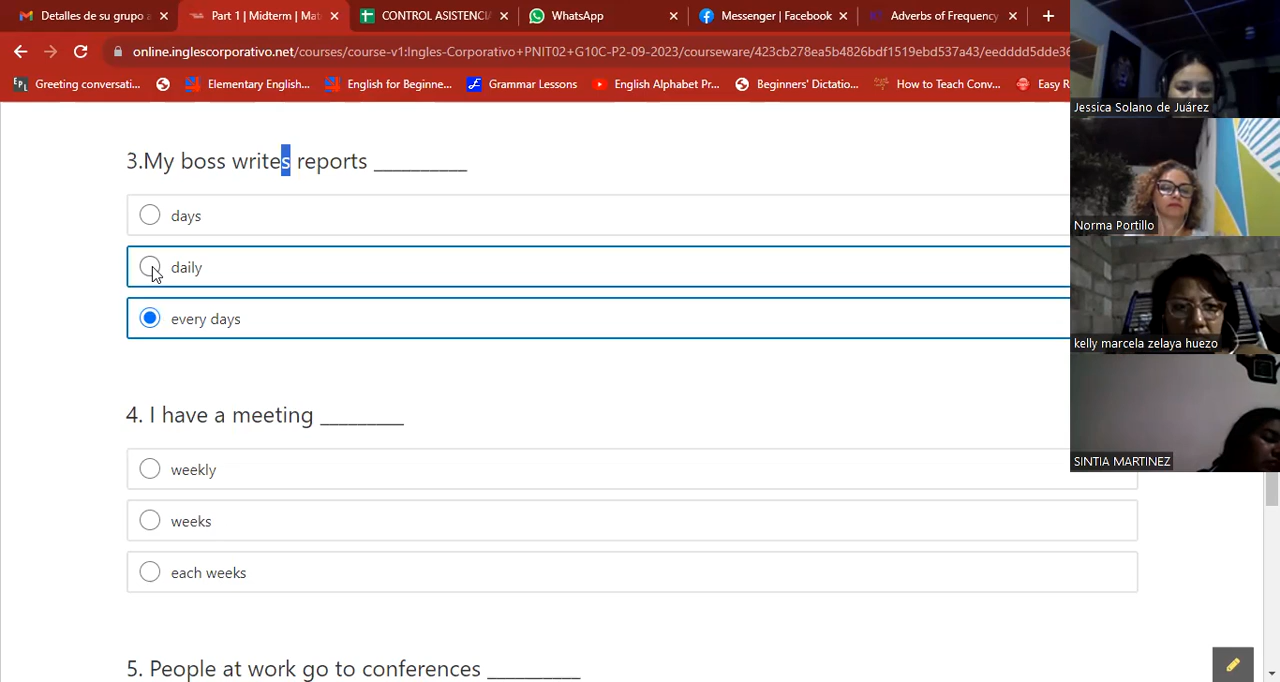 Detalles de su grupo a
Part 1 | Midterm | Mat
CONTROL ASISTENCI
WhatsApp
Messenger | Facebook
Adverbs of Frequency
online.inglescorporativo.net/courses/course-v1:Ingles-Corporativo+PNIT02+G10C-P2-09-2023/courseware/423cb278ea5b4826bdf1519ebd537a43/eedddd5dde36
Greeting conversati...
Elementary English...
English for Beginne...
Grammar Lessons
English Alphabet Pr...
Beginners' Dictatio...
How to Teach Conv...
Easy R
3.My boss writes reports __________
days
daily
every days
4. I have a meeting _________
weekly
weeks
each weeks
5. People at work go to conferences __________
Jessica Solano de Juárez
Norma Portillo
kelly marcela zelaya huezo
SINTIA MARTINEZ